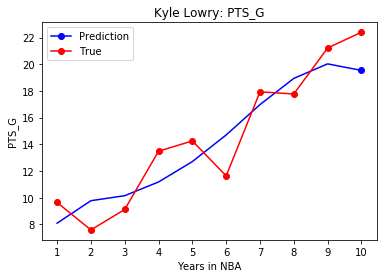 Kyle Lowry: PTS_G
Prediction
True
PTS_G
22
20
18
16
14
12
10
8
1 2 3 4 5 6 7 8 9 10
Years in NBA